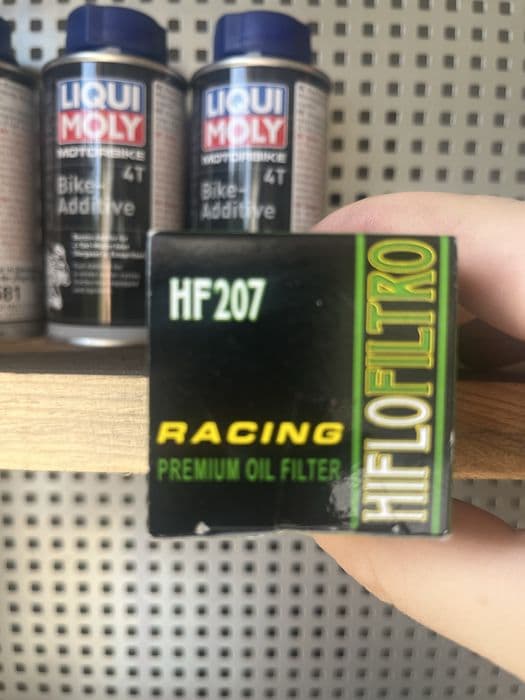 LIQUI
MOLY
MOTORBIKE
4T
Bike-
Additive
LIQUI
MOLY
MOTORBIKE
4T
Bike-
Additive
HF207
RACING
PREMIUM OIL FILTER
HIFLOFILTRO